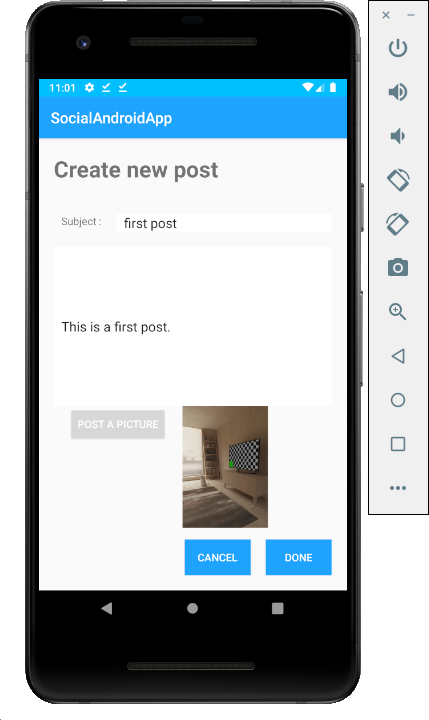 11:01
SocialAndroidApp
Create new post
Subject : first post
This is a first post.
POST A PICTURE
CANCEL DONE